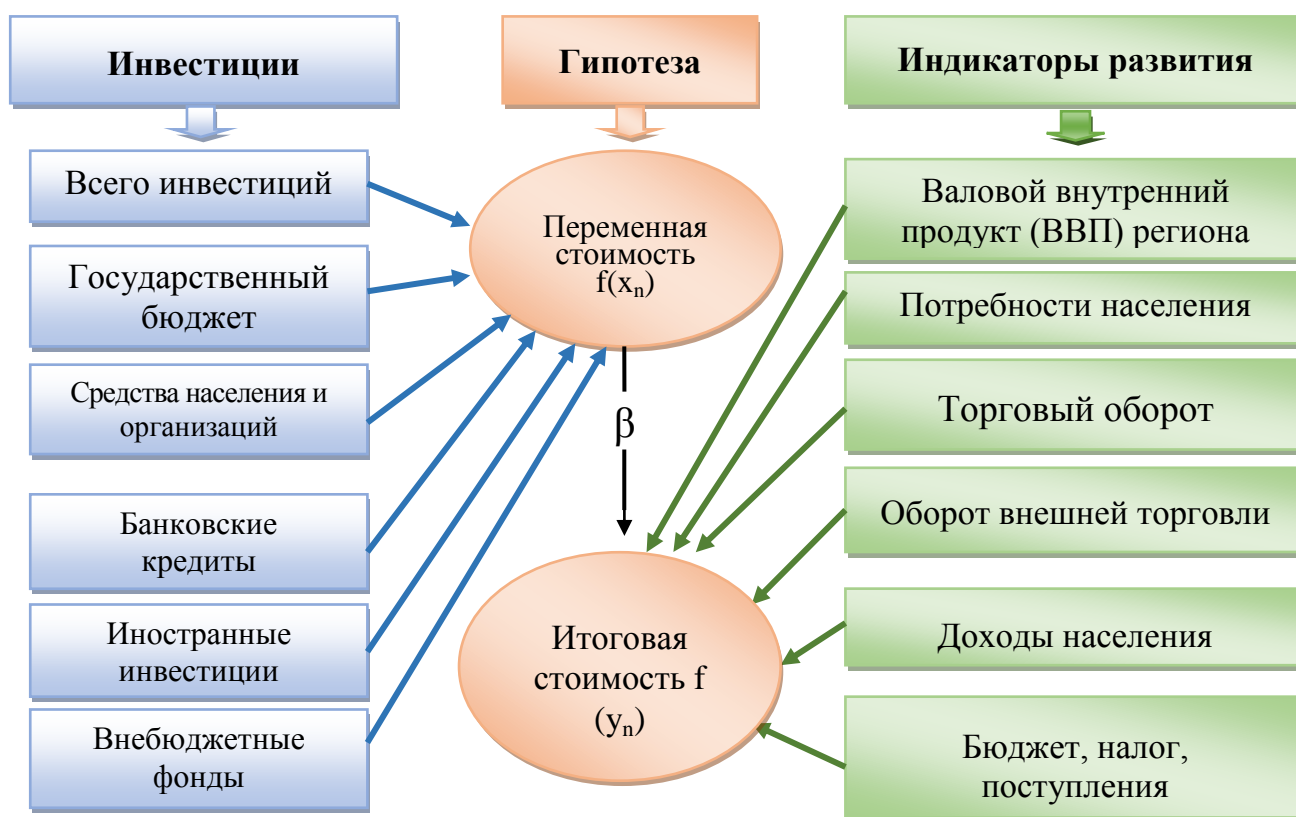 Инвестиции
Гипотеза
Индикаторы развития
Всего инвестиций
Государственный
бюджет
Средства населения и
организаций
Банковские
кредиты
Иностранные
инвестиции
Внебюджетные
фонды
Переменная
стоимость
f(xₙ)
β
Итоговая
стоимость f
(yₙ)
Валовой внутренний
продукт (ВВП) региона
Потребности населения
Торговый оборот
Оборот внешней торговли
Доходы населения
Бюджет, налог,
поступления